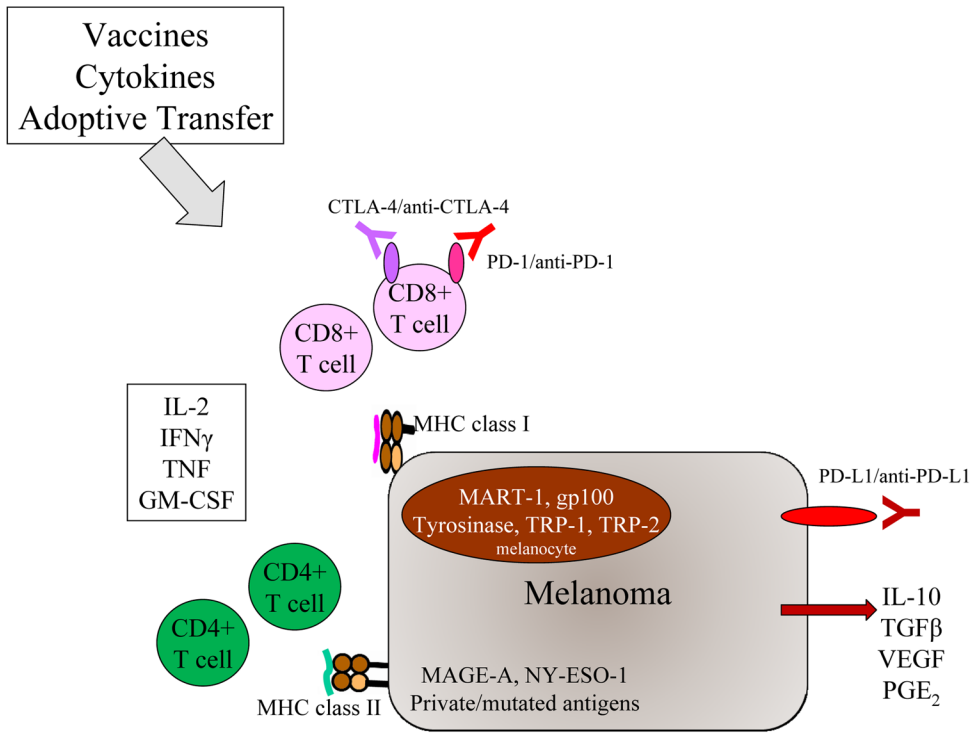 Vaccines
Cytokines
Adoptive Transfer
CTLA-4/anti-CTLA-4
PD-1/anti-PD-1
CD8+
T cell
CD8+
T cell
IL-2
IFNγ
TNF
GM-CSF
MHC class I
MART-1, gp100
Tyrosinase, TRP-1, TRP-2
melanocyte
PD-L1/anti-PD-L1
Melanoma
CD4+
T cell
CD4+
T cell
IL-10
TGFβ
VEGF
PGE₂
MHC class II
MAGE-A, NY-ESO-1
Private/mutated antigens